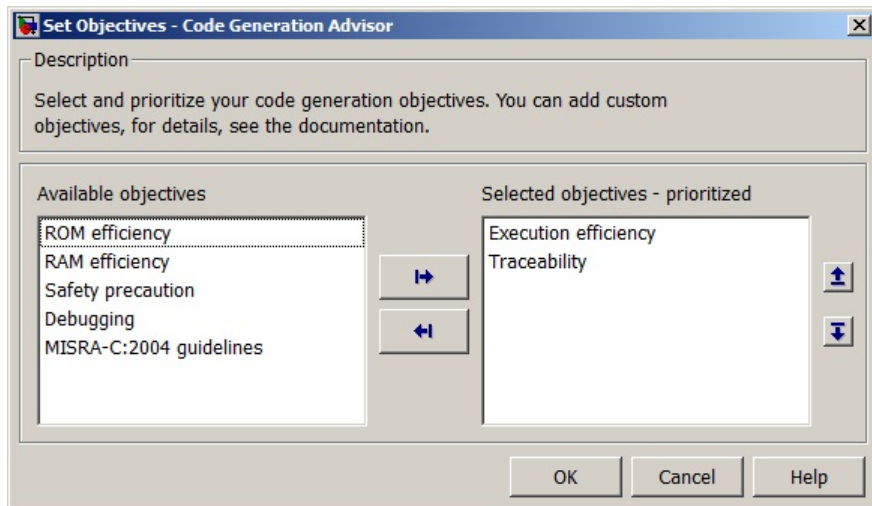 Set Objectives - Code Generation Advisor
Description
Select and prioritize your code generation objectives. You can add custom
objectives, for details, see the documentation.
Available objectives
ROM efficiency
RAM efficiency
Safety precaution
Debugging
MISRA-C:2004 guidelines
Selected objectives - prioritized
Execution efficiency
Traceability
OK
Cancel
Help